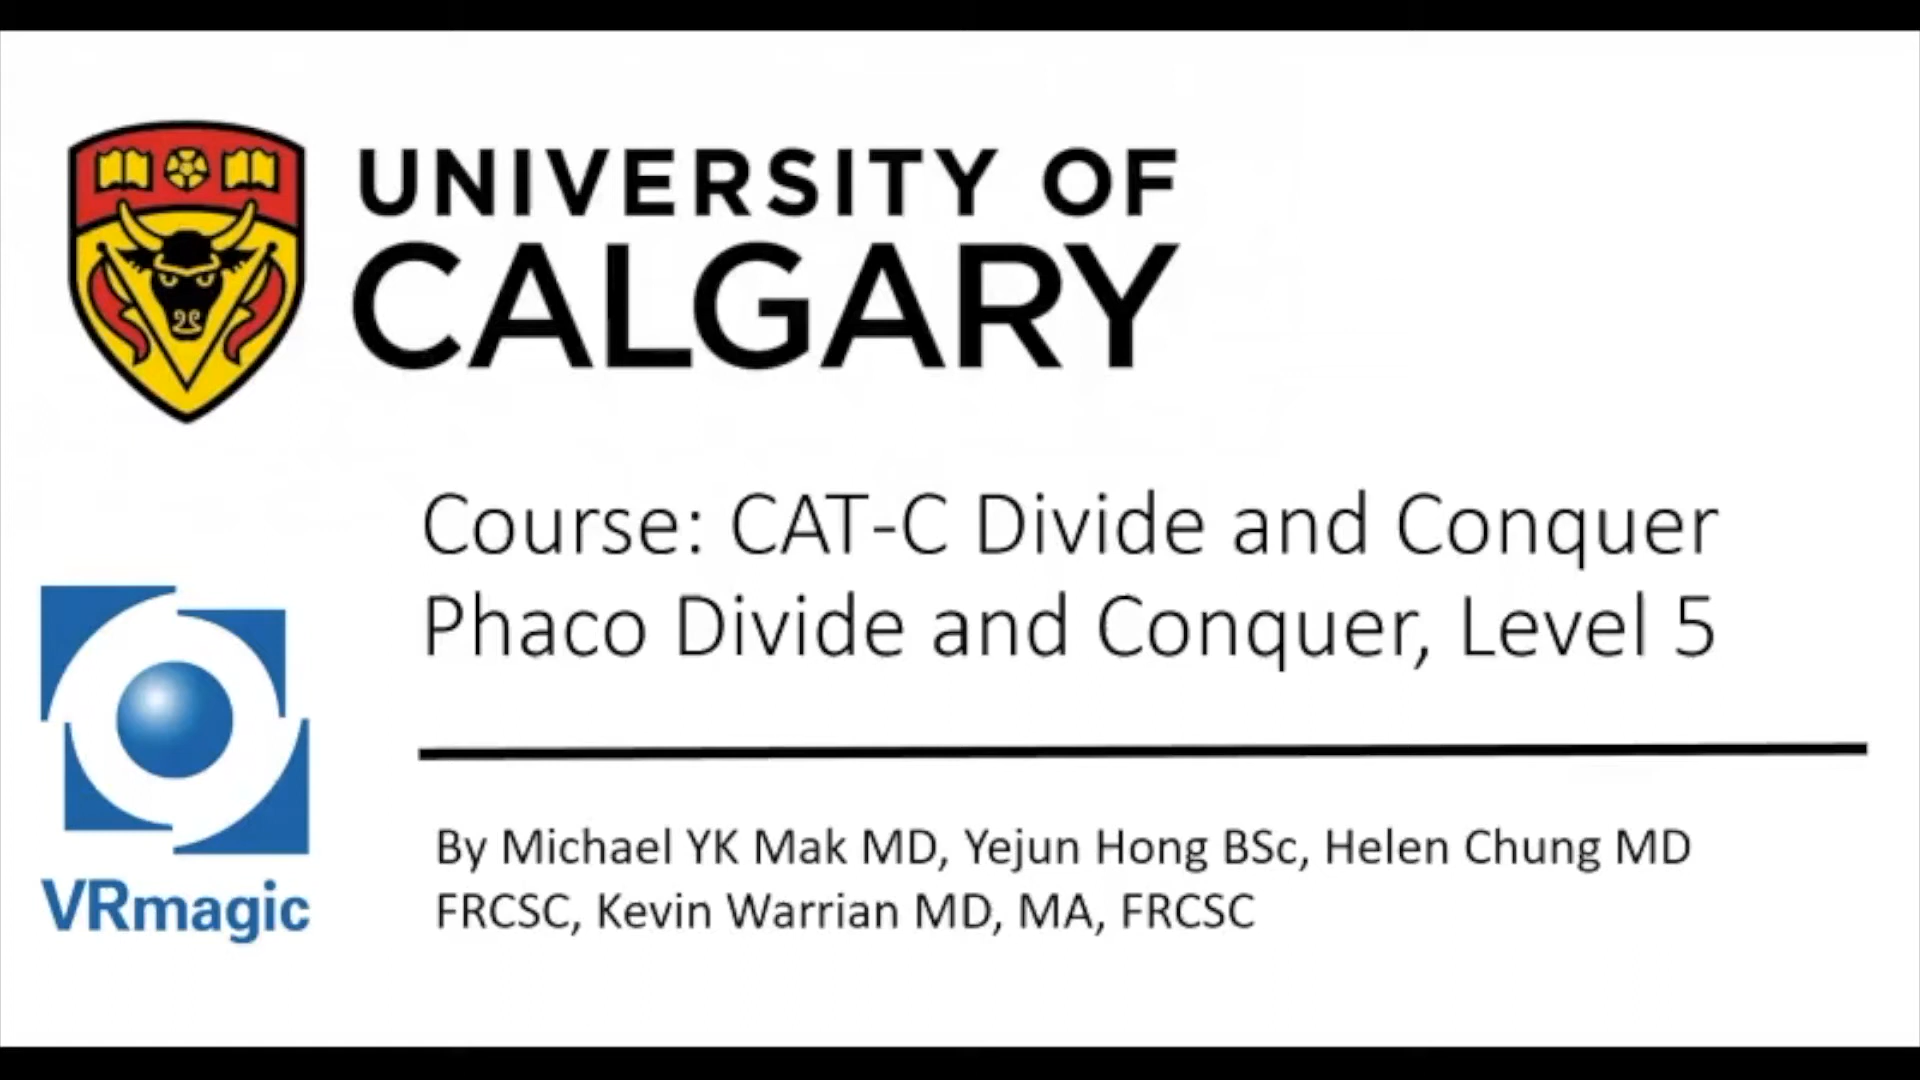 UNIVERSITY OF
CALGARY
Course: CAT-C Divide and Conquer
Phaco Divide and Conquer, Level 5
By Michael YK Mak MD, Yejun Hong BSc, Helen Chung MD
FRCSC, Kevin Warrian MD, MA, FRCSC
VRmagic